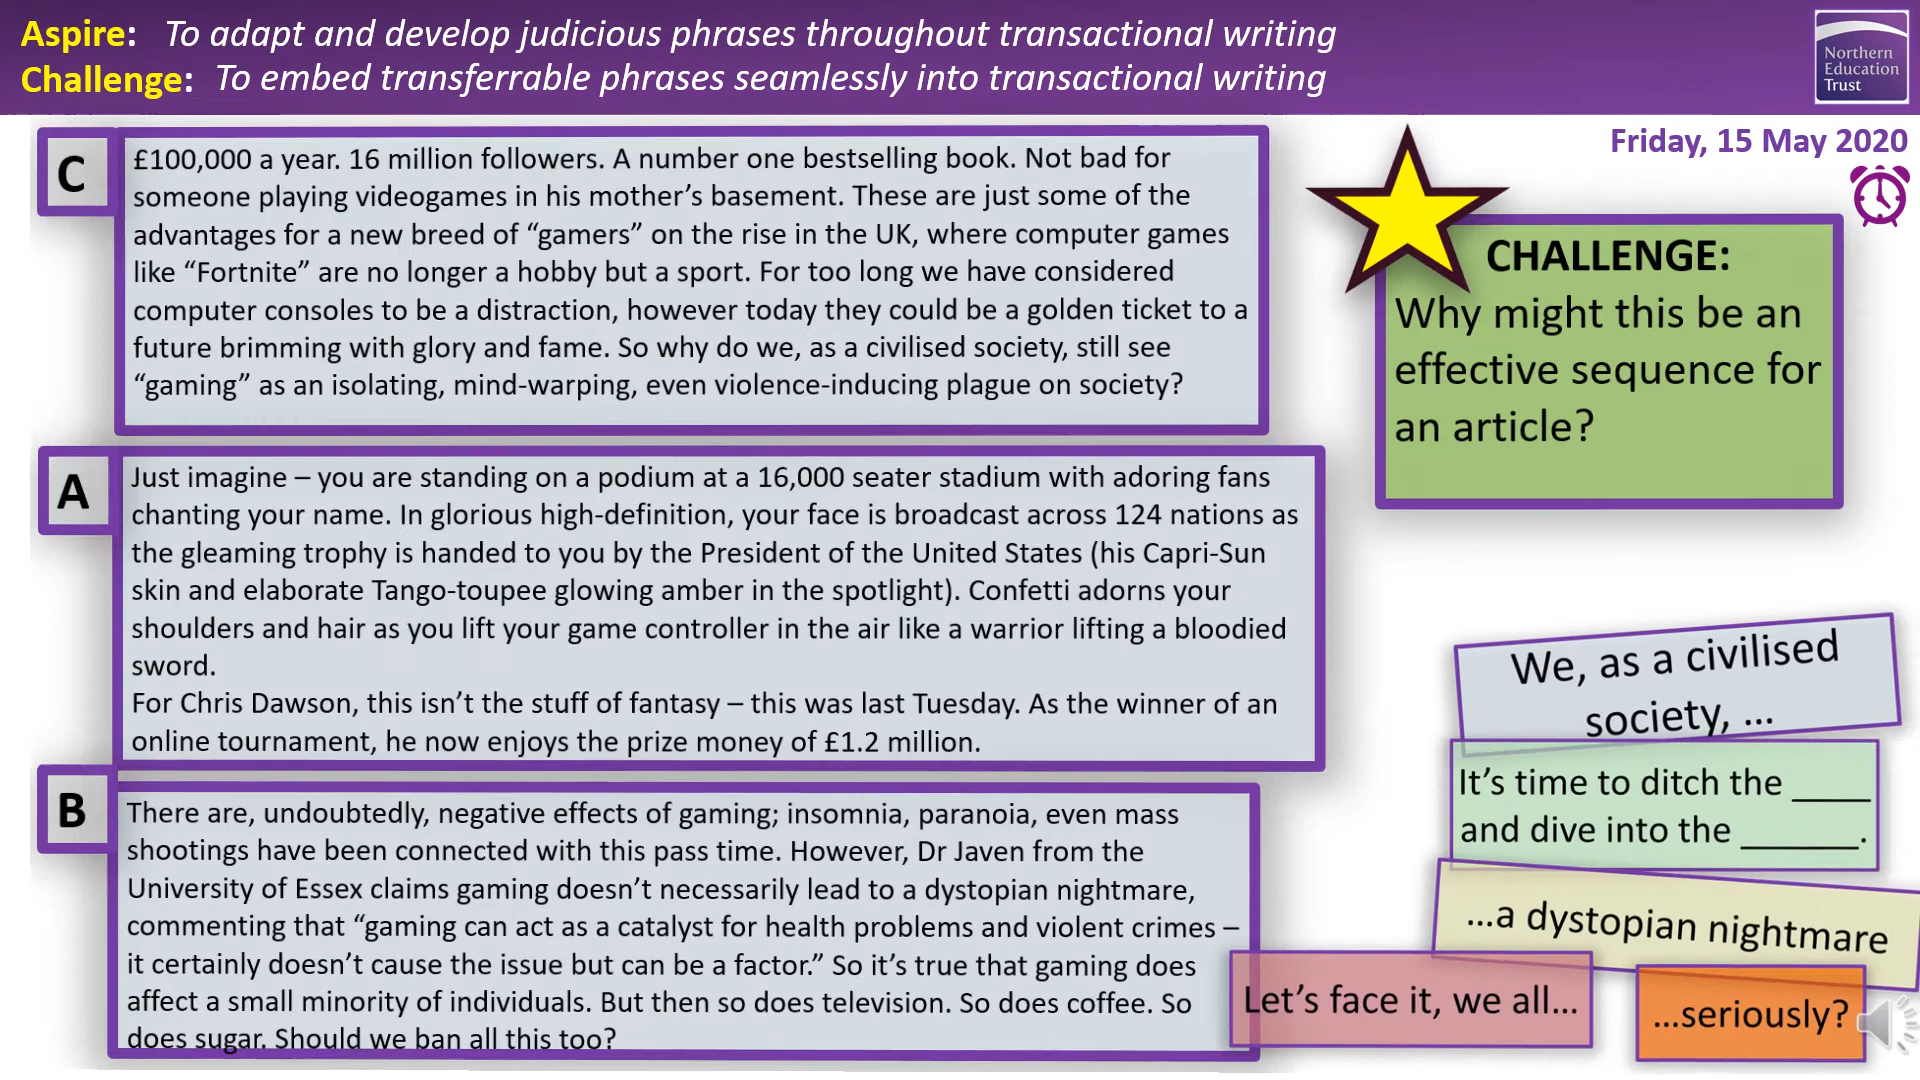 Aspire: To adapt and develop judicious phrases throughout transactional writing
Challenge: To embed transferrable phrases seamlessly into transactional writing
Northern
Education
Trust
Friday, 15 May 2020
C
£100,000 a year. 16 million followers. A number one bestselling book. Not bad for
someone playing videogames in his mother’s basement. These are just some of the
advantages for a new breed of “gamers” on the rise in the UK, where computer games
like “Fortnite” are no longer a hobby but a sport. For too long we have considered
computer consoles to be a distraction, however today they could be a golden ticket to a
future brimming with glory and fame. So why do we, as a civilised society, still see
“gaming” as an isolating, mind-warping, even violence-inducing plague on society?
CHALLENGE:
Why might this be an
effective sequence for
an article?
A
Just imagine – you are standing on a podium at a 16,000 seater stadium with adoring fans
chanting your name. In glorious high-definition, your face is broadcast across 124 nations as
the gleaming trophy is handed to you by the President of the United States (his Capri-Sun
skin and elaborate Tango-toupee glowing amber in the spotlight). Confetti adorns your
shoulders and hair as you lift your game controller in the air like a warrior lifting a bloodied
sword.
For Chris Dawson, this isn’t the stuff of fantasy – this was last Tuesday. As the winner of an
online tournament, he now enjoys the prize money of £1.2 million.
B
There are, undoubtedly, negative effects of gaming; insomnia, paranoia, even mass
shootings have been connected with this pass time. However, Dr Javen from the
University of Essex claims gaming doesn’t necessarily lead to a dystopian nightmare,
commenting that “gaming can act as a catalyst for health problems and violent crimes –
it certainly doesn’t cause the issue but can be a factor.” So it’s true that gaming does
affect a small minority of individuals. But then so does television. So does coffee. So
does sugar. Should we ban all this too?
We, as a civilised
society, …
It’s time to ditch the ____
and dive into the ______.
…a dystopian nightmare
Let’s face it, we all…
…seriously?